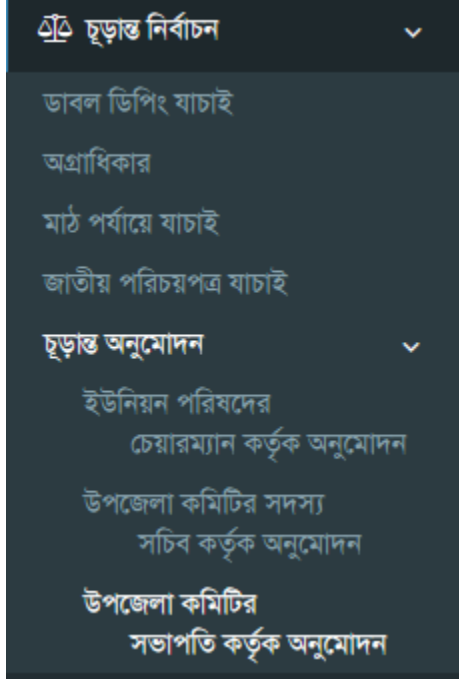 চূড়ান্ত নির্বাচন
ডাবল ডিপিং যাচাই
অগ্রাধিকার
মাঠ পর্যায়ে যাচাই
জাতীয় পরিচয়পত্র যাচাই
চূড়ান্ত অনুমোদন
ইউনিয়ন পরিষদের
চেয়ারম্যান কর্তৃক অনুমোদন
উপজেলা কমিটির সদস্য
সচিব কর্তৃক অনুমোদন
উপজেলা কমিটির
সভাপতি কর্তৃক অনুমোদন